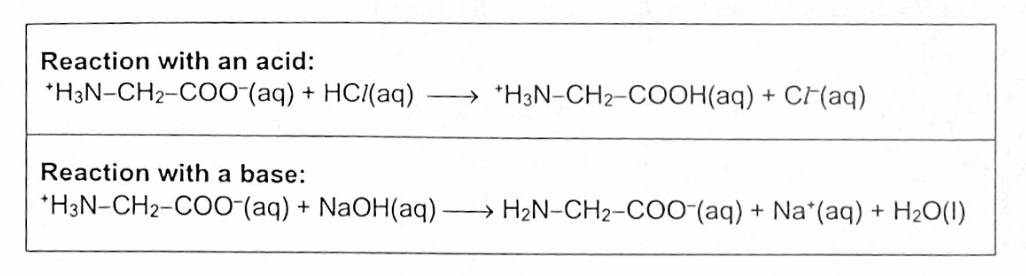 Reaction with an acid:
⁺H₃N–CH₂–COO⁻(aq) + HCl(aq) ⟶ ⁺H₃N–CH₂–COOH(aq) + Cl⁻(aq)
Reaction with a base:
⁺H₃N–CH₂–COO⁻(aq) + NaOH(aq) ⟶ H₂N–CH₂–COO⁻(aq) + Na⁺(aq) + H₂O(l)